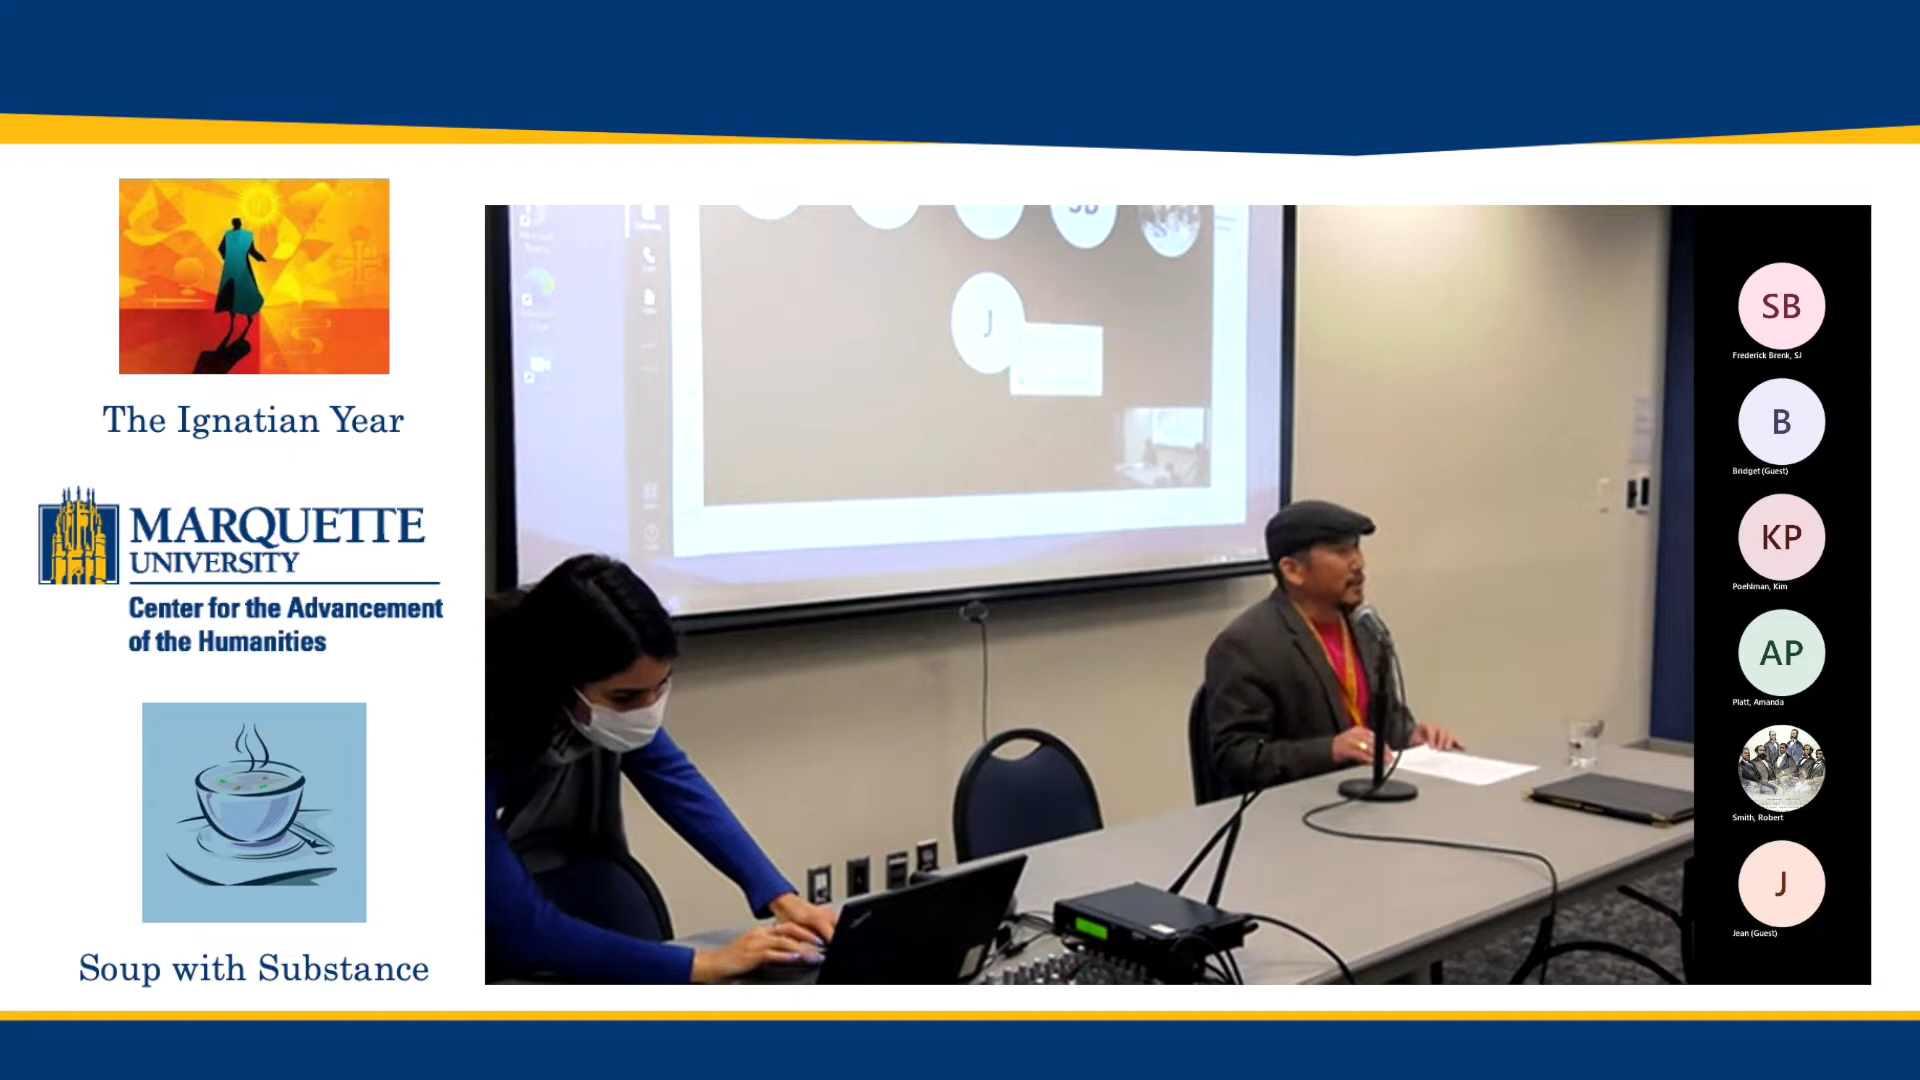 The Ignatian Year
MARQUETTE
UNIVERSITY
Center for the Advancement
of the Humanities
Soup with Substance
SB
J
SB
Frederick Brenk, SJ
B
Bridget (Guest)
KP
Poehlman, Kim
AP
Platt, Amanda
Smith, Robert
J
Jean (Guest)